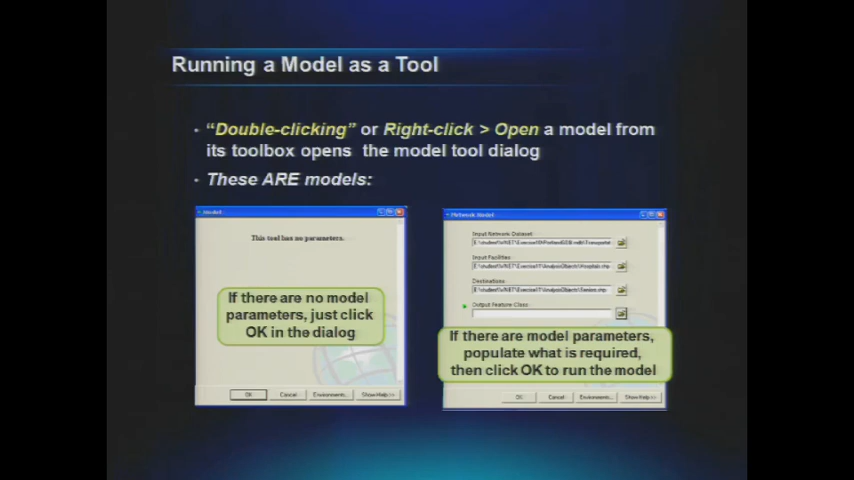 Running a Model as a Tool
• “Double-clicking” or Right-click > Open a model from
its toolbox opens the model tool dialog
• These ARE models:
Model
This tool has no parameters.
If there are no model
parameters, just click
OK in the dialog
OK Cancel Environments... Show Help >>
Network Model
Input Network Dataset
Input Facilities
Destinations
Output Feature Class
If there are model parameters,
populate what is required,
then click OK to run the model
OK Cancel Environments... Show Help >>